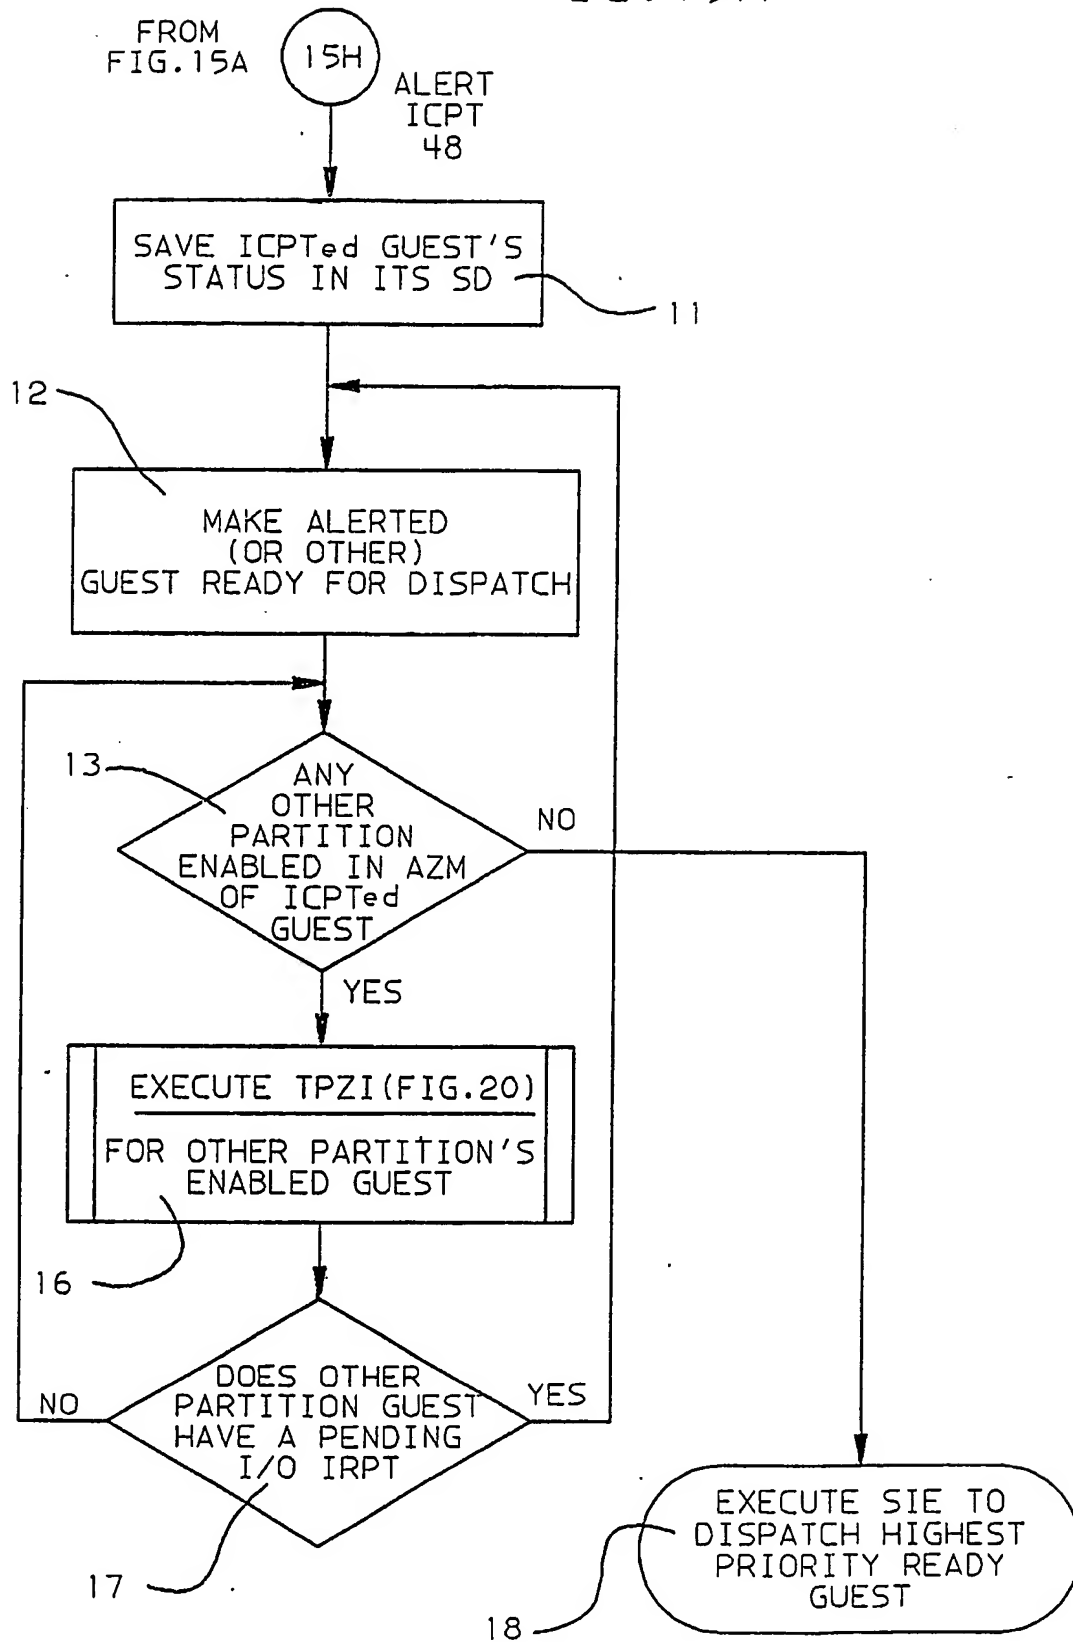 FROM
FIG.15A
15H
ALERT
ICPT
48
SAVE ICPTed GUEST'S
STATUS IN ITS SD
11
12
MAKE ALERTED
(OR OTHER)
GUEST READY FOR DISPATCH
13
ANY
OTHER
PARTITION
ENABLED IN AZM
OF ICPTed
GUEST
NO
YES
EXECUTE TPZI(FIG.20)
FOR OTHER PARTITION'S
ENABLED GUEST
16
DOES OTHER
PARTITION GUEST
HAVE A PENDING
I/O IRPT
NO
YES
17
EXECUTE SIE TO
DISPATCH HIGHEST
PRIORITY READY
GUEST
18